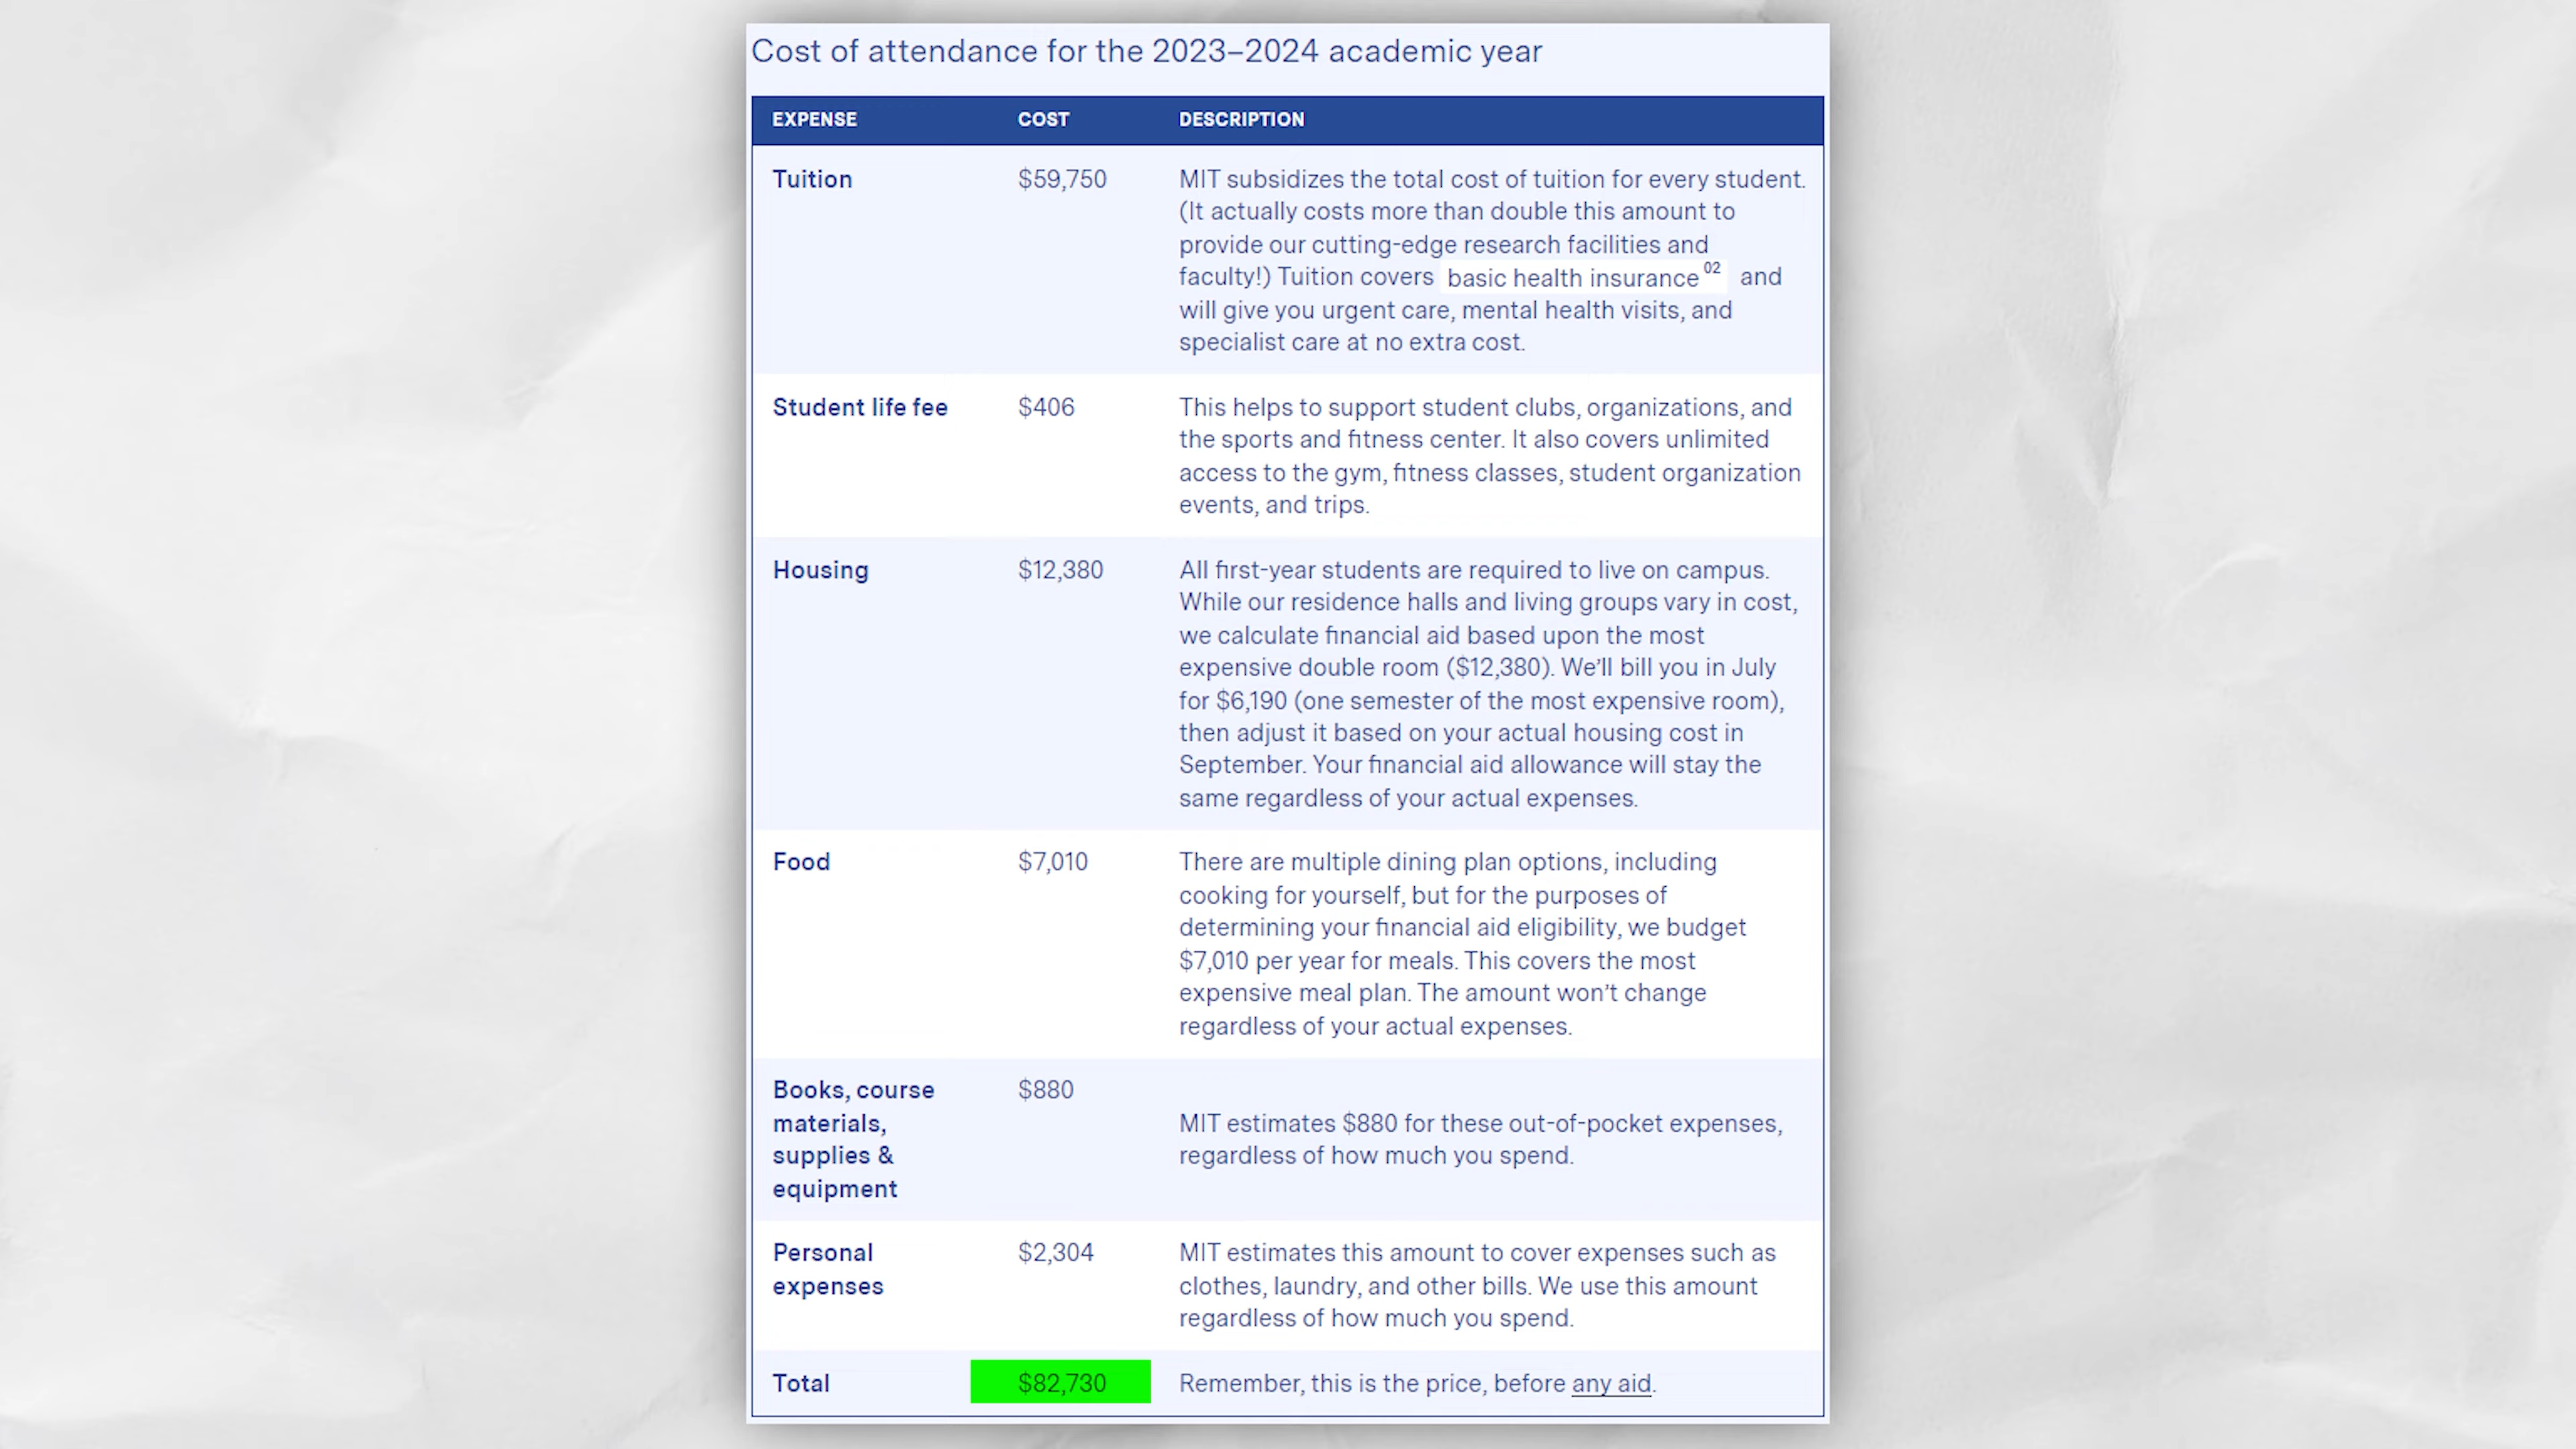 Cost of attendance for the 2023–2024 academic year
EXPENSE COST DESCRIPTION
Tuition $59,750 MIT subsidizes the total cost of tuition for every student.
(It actually costs more than double this amount to
provide our cutting-edge research facilities and
faculty!) Tuition covers basic health insurance 02 and
will give you urgent care, mental health visits, and
specialist care at no extra cost.
Student life fee $406 This helps to support student clubs, organizations, and
the sports and fitness center. It also covers unlimited
access to the gym, fitness classes, student organization
events, and trips.
Housing $12,380 All first-year students are required to live on campus.
While our residence halls and living groups vary in cost,
we calculate financial aid based upon the most
expensive double room ($12,380). We’ll bill you in July
for $6,190 (one semester of the most expensive room),
then adjust it based on your actual housing cost in
September. Your financial aid allowance will stay the
same regardless of your actual expenses.
Food $7,010 There are multiple dining plan options, including
cooking for yourself, but for the purposes of
determining your financial aid eligibility, we budget
$7,010 per year for meals. This covers the most
expensive meal plan. The amount won’t change
regardless of your actual expenses.
Books, course $880
materials, MIT estimates $880 for these out-of-pocket expenses,
supplies & regardless of how much you spend.
equipment
Personal $2,304 MIT estimates this amount to cover expenses such as
expenses clothes, laundry, and other bills. We use this amount
regardless of how much you spend.
Total $82,730 Remember, this is the price, before any aid.